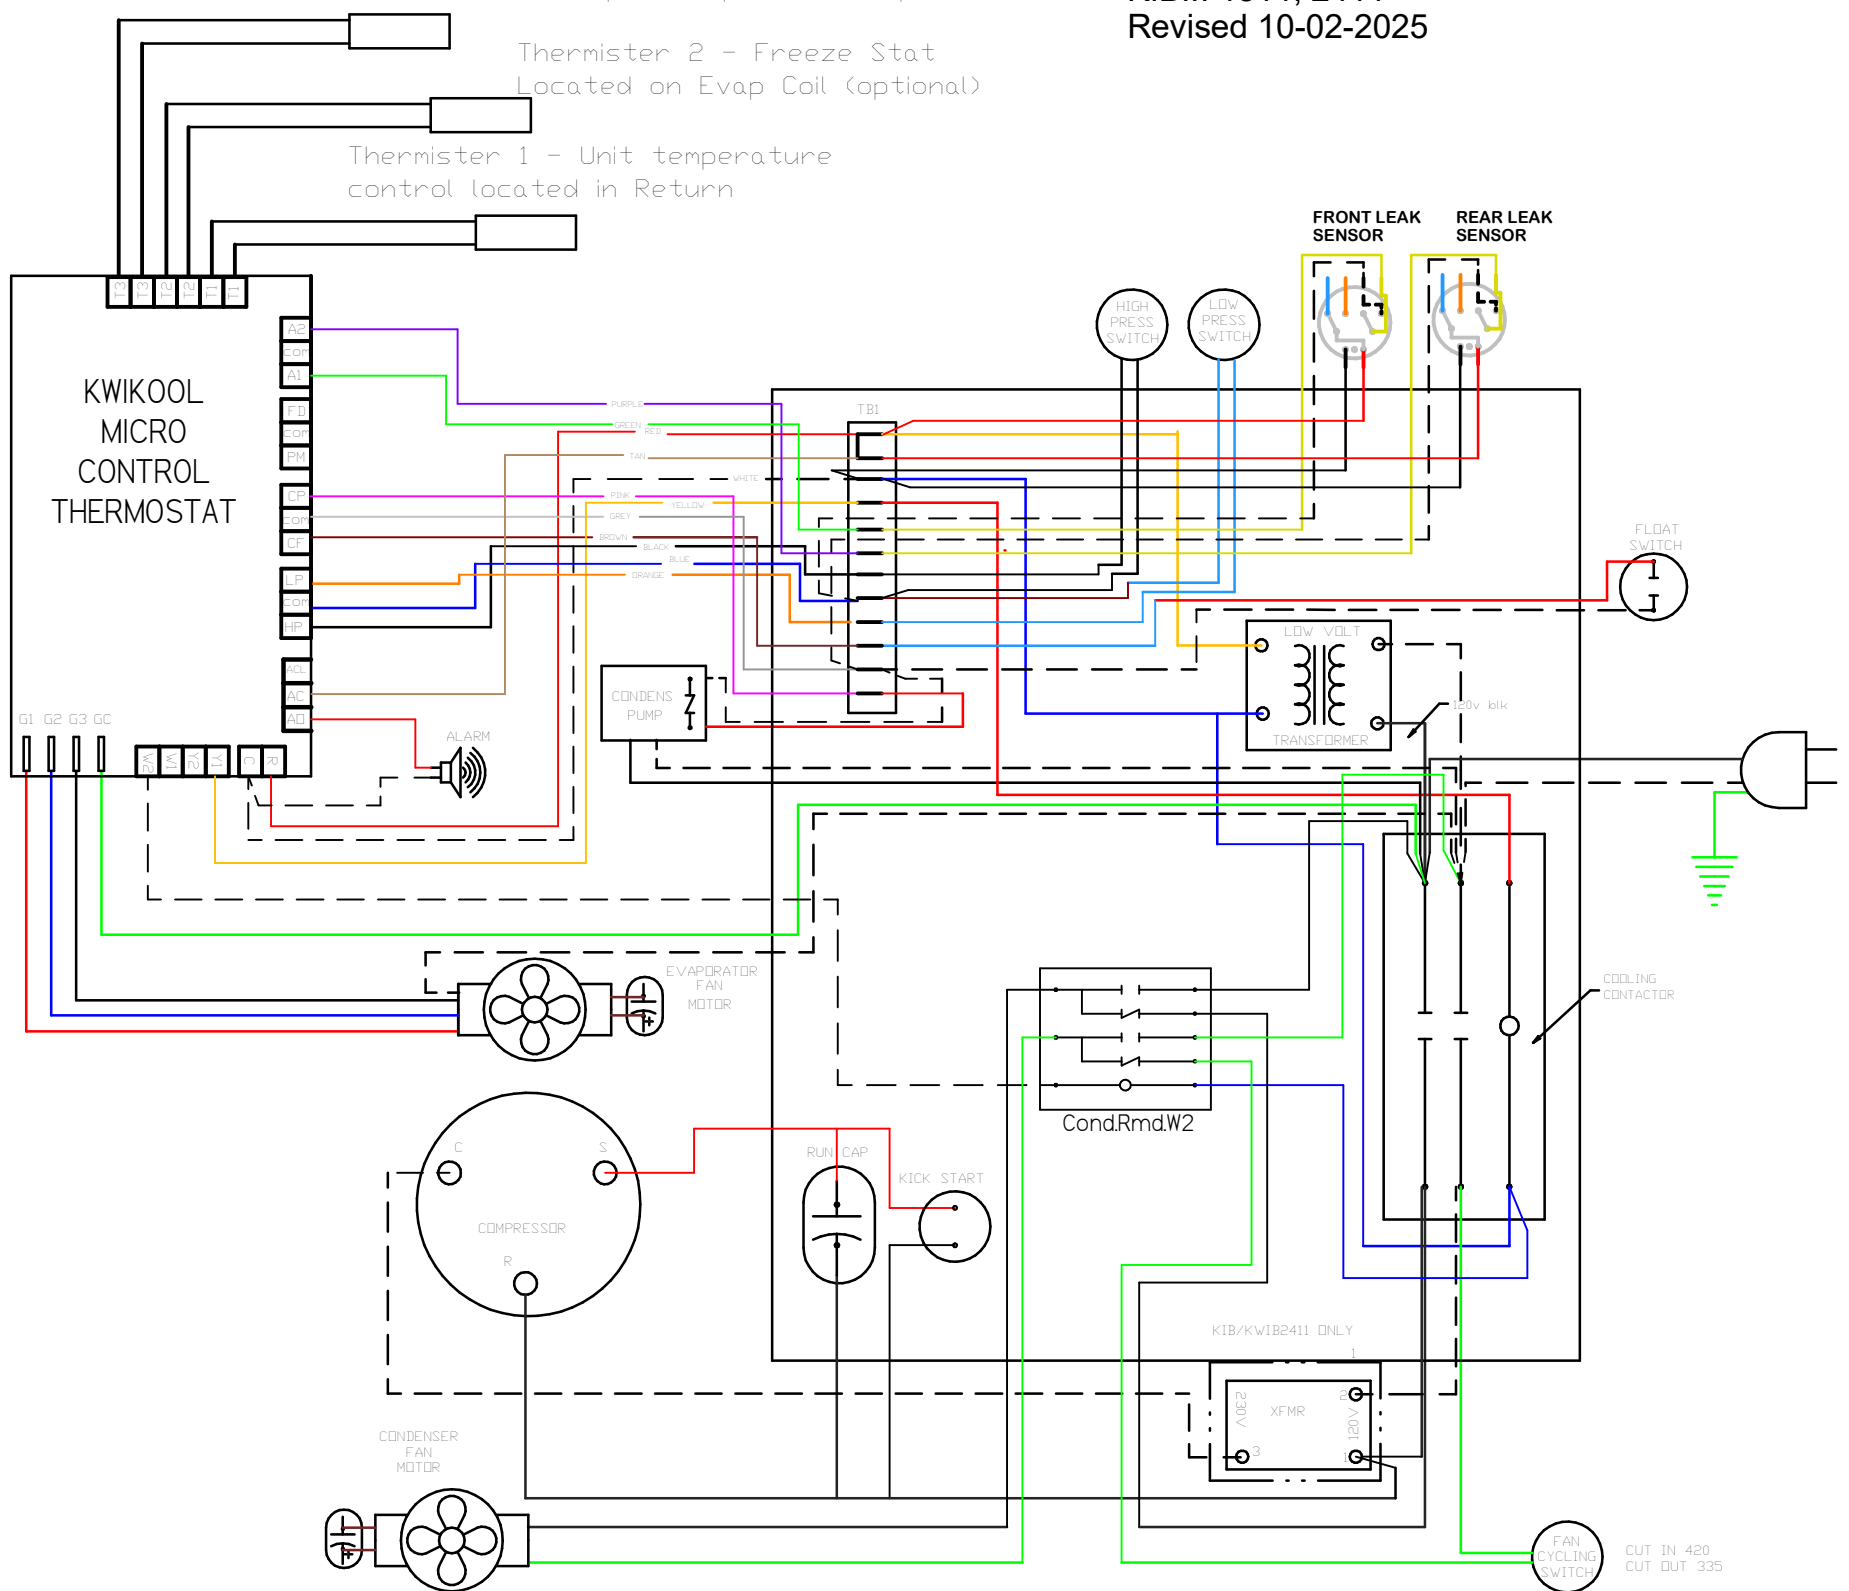 Revised 10-02-2025
Thermister 2 - Freeze Stat
Located on Evap Coil (optional)
Thermister 1 - Unit temperature
control located in Return
FRONT LEAK
SENSOR
REAR LEAK
SENSOR
T3
T3
T2
T2
T1
T1
HIGH
PRESS
SWITCH
LOW
PRESS
SWITCH
A2
COM
A1
FD
COM
PM
CP
COM
CF
LP
COM
HP
ACL
AC
AO
KWIKOOL
MICRO
CONTROL
THERMOSTAT
PURPLE
GREEN
RED
TAN
WHITE
PINK
YELLOW
GREY
BROWN
BLACK
BLUE
ORANGE
TB1
FLOAT
SWITCH
LOW VOLT
TRANSFORMER
120v blk
CONDENS
PUMP
G1 G2 G3 GC
W2
W1
Y2
Y1
C
R
ALARM
EVAPORATOR
FAN
MOTOR
COOLING
CONTACTOR
Cond.Rmd.W2
C
S
COMPRESSOR
R
RUN CAP
KICK START
KIB/KWIB2411 ONLY
1
230V
XFMR
2
120V
3
1
CONDENSER
FAN
MOTOR
FAN
CYCLING
SWITCH
CUT IN 420
CUT OUT 335